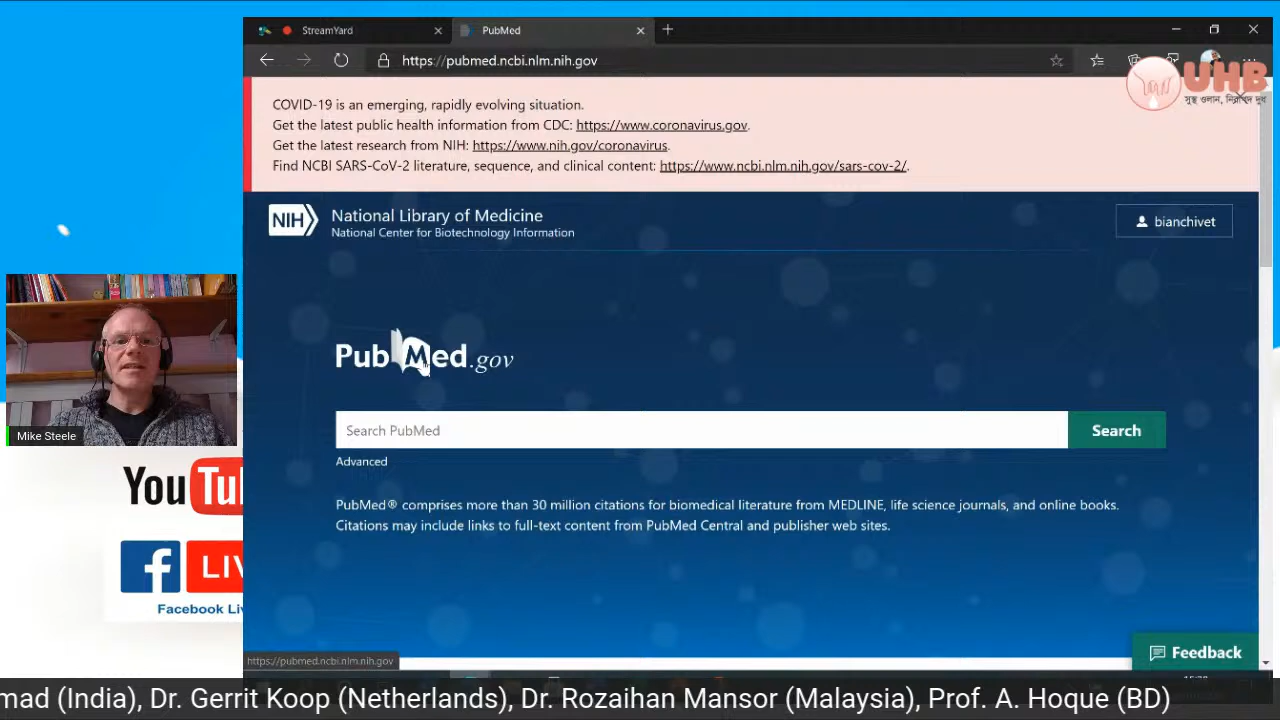 StreamYard
PubMed
https://pubmed.ncbi.nlm.nih.gov
UHB
সুস্থ ওলান, নিরাপদ দুধ
COVID-19 is an emerging, rapidly evolving situation.
Get the latest public health information from CDC: https://www.coronavirus.gov.
Get the latest research from NIH: https://www.nih.gov/coronavirus.
Find NCBI SARS-CoV-2 literature, sequence, and clinical content: https://www.ncbi.nlm.nih.gov/sars-cov-2/.
NIH
National Library of Medicine
National Center for Biotechnology Information
bianchivet
PubMed.gov
Search PubMed
Search
Advanced
PubMed® comprises more than 30 million citations for biomedical literature from MEDLINE, life science journals, and online books.
Citations may include links to full-text content from PubMed Central and publisher web sites.
Feedback
https://pubmed.ncbi.nlm.nih.gov
Mike Steele
YouTu
f LIV
Facebook Liv
mad (India), Dr. Gerrit Koop (Netherlands), Dr. Rozaihan Mansor (Malaysia), Prof. A. Hoque (BD)